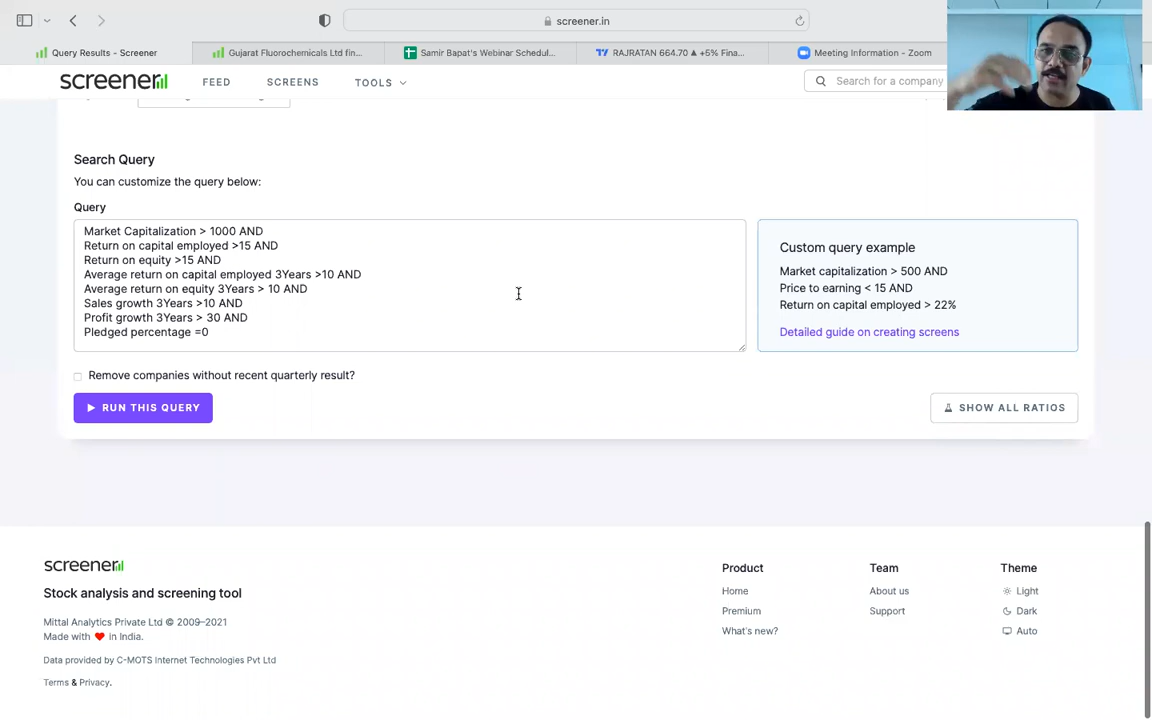 screener.in
Query Results - Screener
Gujarat Fluorochemicals Ltd fin...
Samir Bapat's Webinar Schedul...
RAJRATAN 664.70 ▲ +5% Fina...
Meeting Information - Zoom
screener
FEED
SCREENS
TOOLS
Search for a company
Search Query
You can customize the query below:
Query
Market Capitalization > 1000 AND
Return on capital employed >15 AND
Return on equity >15 AND
Average return on capital employed 3Years >10 AND
Average return on equity 3Years > 10 AND
Sales growth 3Years >10 AND
Profit growth 3Years > 30 AND
Pledged percentage =0
Custom query example
Market capitalization > 500 AND
Price to earning < 15 AND
Return on capital employed > 22%
Detailed guide on creating screens
Remove companies without recent quarterly result?
RUN THIS QUERY
SHOW ALL RATIOS
screener
Stock analysis and screening tool
Mittal Analytics Private Ltd © 2009-2021
Made with ❤ in India.
Data provided by C-MOTS Internet Technologies Pvt Ltd
Terms & Privacy.
Product
Home
Premium
What's new?
Team
About us
Support
Theme
Light
Dark
Auto